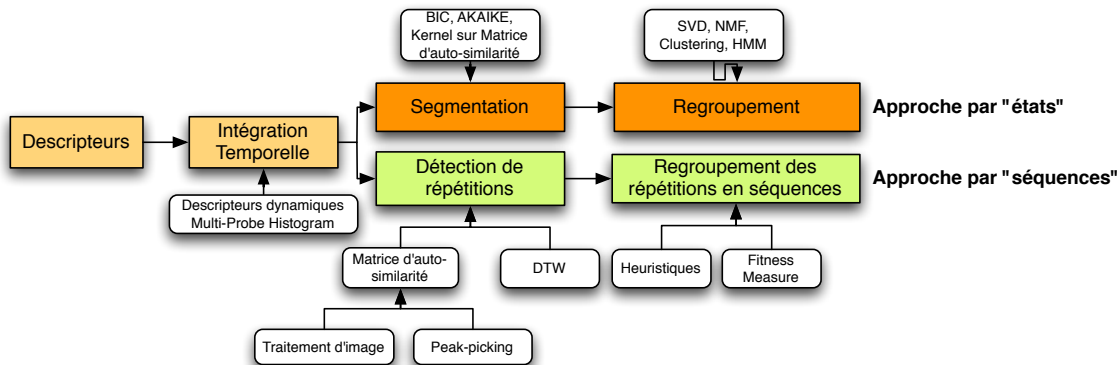 BIC, AKAIKE,
Kernel sur Matrice
d'auto-similarité
SVD, NMF,
Clustering, HMM
Segmentation
Regroupement
Approche par "états"
Descripteurs
Intégration
Temporelle
Détection de
répétitions
Regroupement des
répétitions en séquences
Approche par "séquences"
Descripteurs dynamiques
Multi-Probe Histogram
Matrice d'auto-
similarité
DTW
Heuristiques
Fitness
Measure
Traitement d'image
Peak-picking